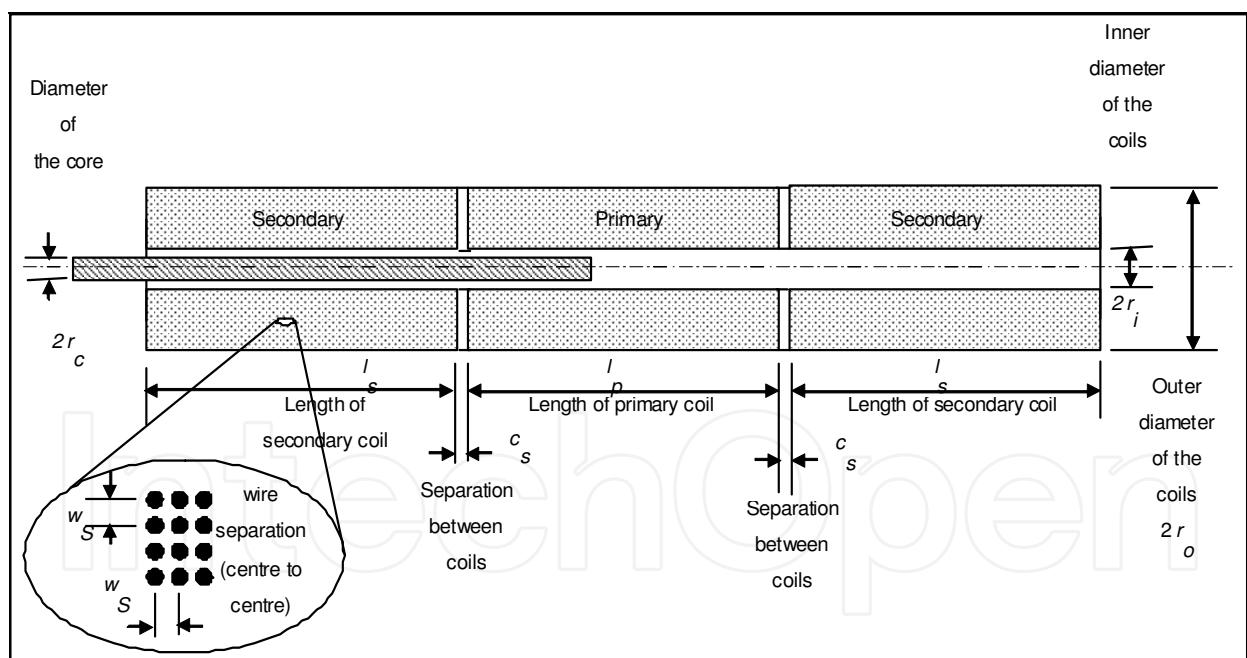 Inner
diameter
of the
coils
Diameter
of
the core
Secondary
Primary
Secondary
2 r c
2 r i
l s
l p
l s
Length of
secondary coil
Length of primary coil
Length of secondary coil
Outer
diameter
of the
coils
2 r o
c s
c s
Separation
between
coils
Separation
between
coils
w S
w S
wire
separation
(centre to
centre)
IntechOpen